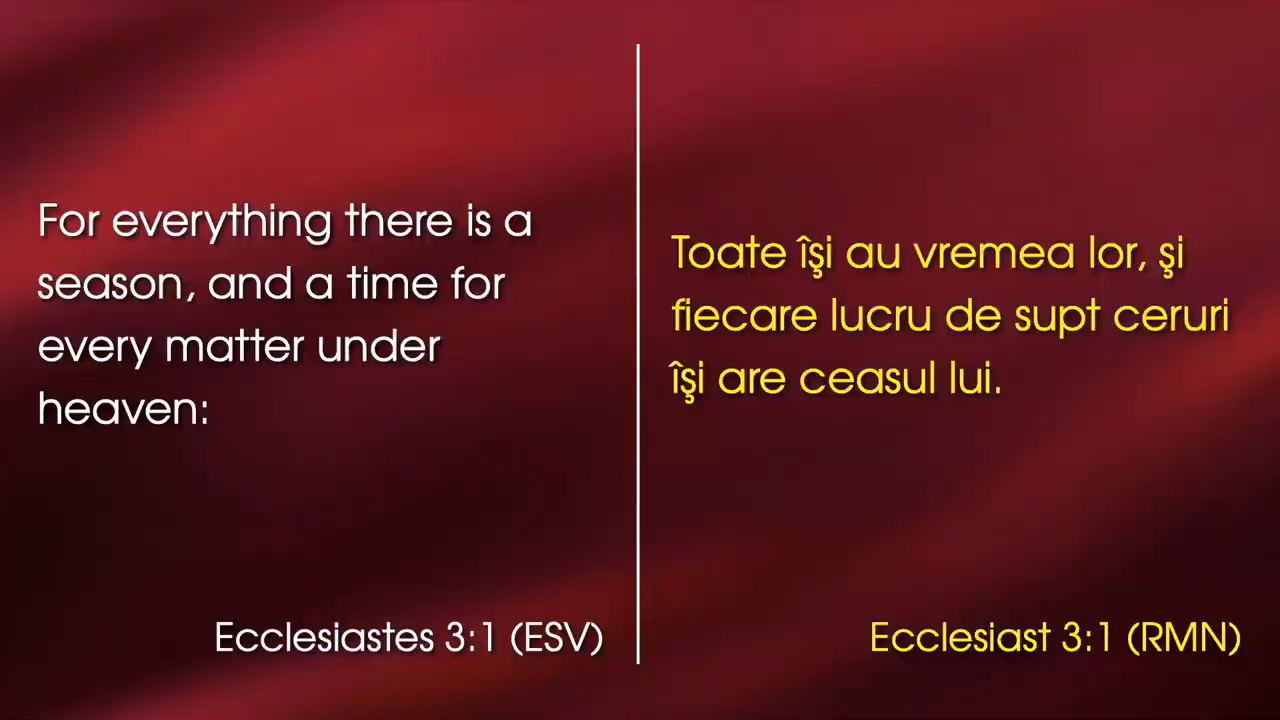 For everything there is a
season, and a time for
every matter under
heaven:
Ecclesiastes 3:1 (ESV)
Toate îşi au vremea lor, şi
fiecare lucru de supt ceruri
îşi are ceasul lui.
Ecclesiast 3:1 (RMN)